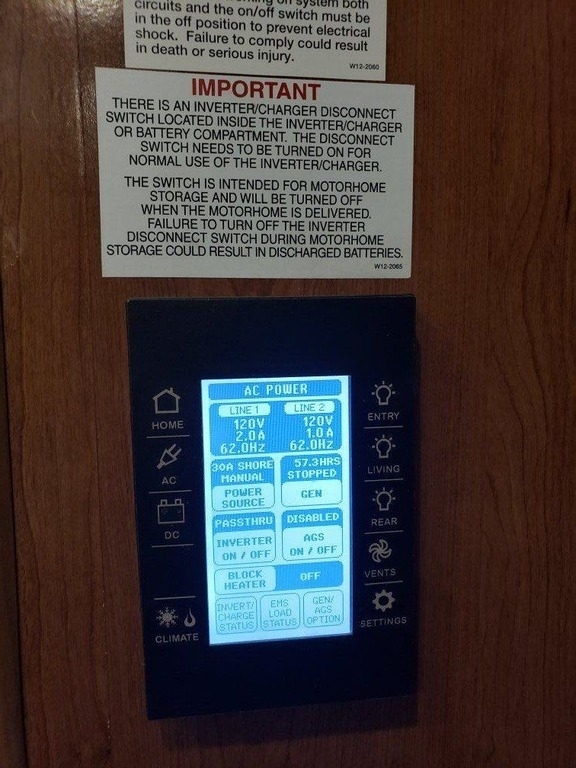 circuits and the on/off switch must be
in the off position to prevent electrical
shock. Failure to comply could result
in death or serious injury.
W12-2060
IMPORTANT
THERE IS AN INVERTER/CHARGER DISCONNECT
SWITCH LOCATED INSIDE THE INVERTER/CHARGER
OR BATTERY COMPARTMENT. THE DISCONNECT
SWITCH NEEDS TO BE TURNED ON FOR
NORMAL USE OF THE INVERTER/CHARGER.
THE SWITCH IS INTENDED FOR MOTORHOME
STORAGE AND WILL BE TURNED OFF
WHEN THE MOTORHOME IS DELIVERED.
FAILURE TO TURN OFF THE INVERTER
DISCONNECT SWITCH DURING MOTORHOME
STORAGE COULD RESULT IN DISCHARGED BATTERIES.
W12-2065
HOME
AC
DC
CLIMATE
AC POWER
LINE 1 LINE 2
120V 120V
2.0A 1.0A
62.0Hz 62.0Hz
30A SHORE 57.3HRS
MANUAL STOPPED
POWER
SOURCE
GEN
PASSTHRU DISABLED
INVERTER
ON / OFF
AGS
ON / OFF
BLOCK
HEATER
OFF
INVERT/
CHARGE
STATUS
EMS
LOAD
STATUS
GEN/
AGS
OPTION
ENTRY
LIVING
REAR
VENTS
SETTINGS